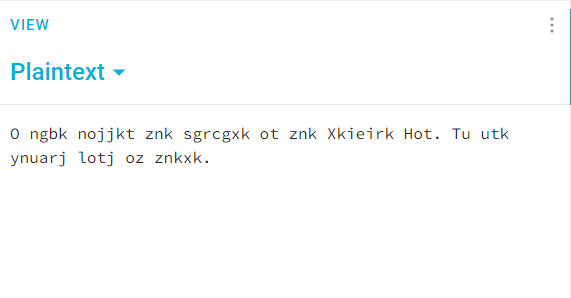 VIEW
Plaintext
O ngbk nojjkt znk sgrcgxk ot znk Xkieirk Hot. Tu utk
ynuarj lotj oz znkxk.